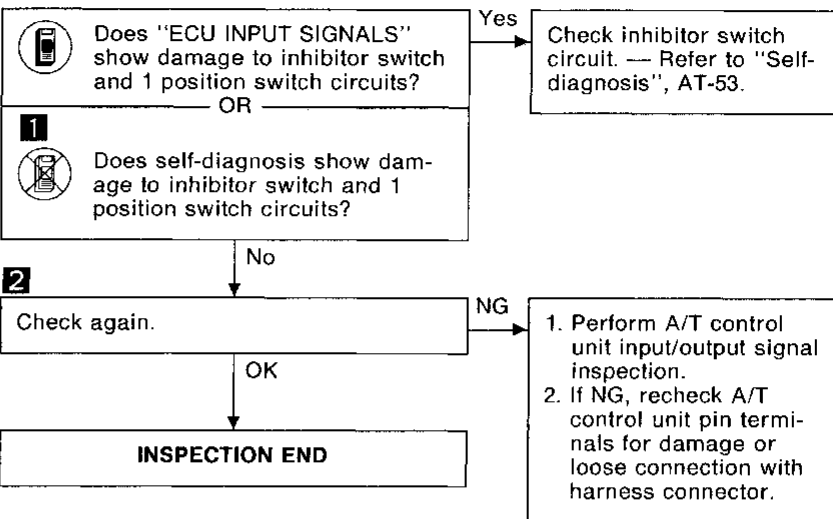 Does "ECU INPUT SIGNALS"
show damage to inhibitor switch
and 1 position switch circuits?
Yes
Check inhibitor switch
circuit. — Refer to "Self-
diagnosis", AT-53.
OR
1
Does self-diagnosis show dam-
age to inhibitor switch and 1
position switch circuits?
No
2
Check again.
NG
1. Perform A/T control
unit input/output signal
inspection.
2. If NG, recheck A/T
control unit pin termi-
nals for damage or
loose connection with
harness connector.
OK
INSPECTION END